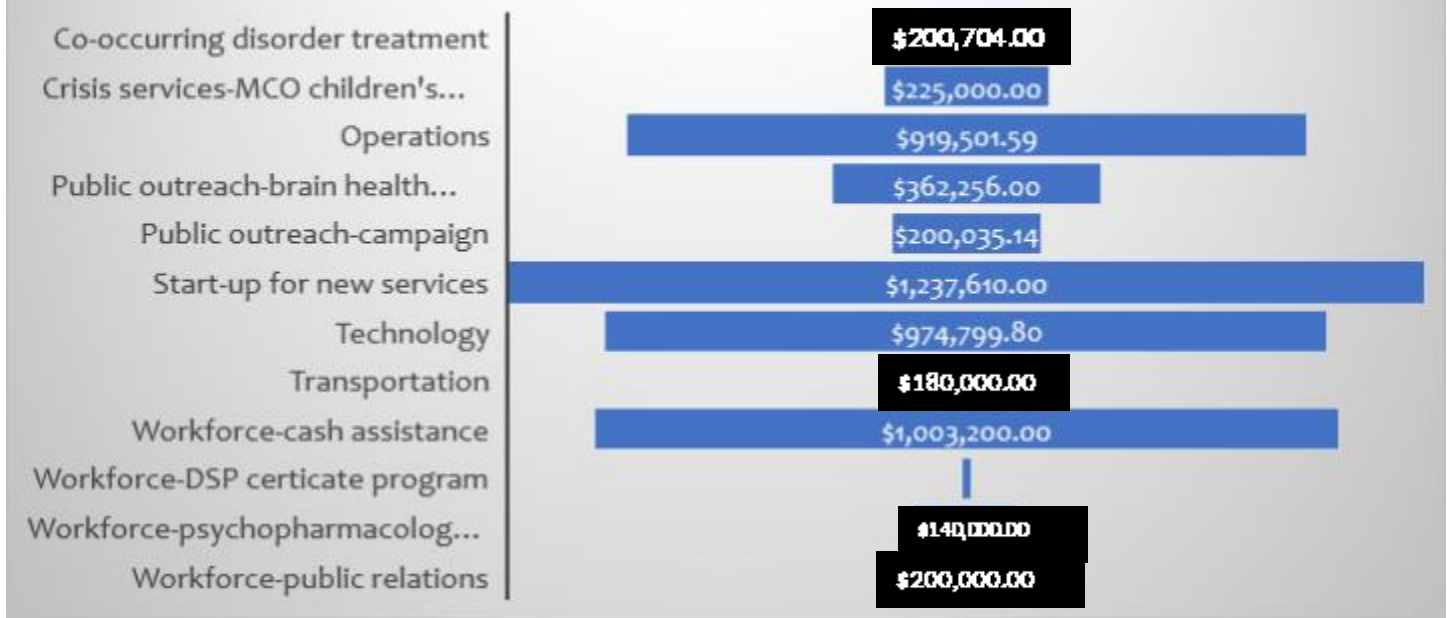 Co-occurring disorder treatment $200,704.00
Crisis services-MCO children's... $225,000.00
Operations $919,501.59
Public outreach-brain health... $362,256.00
Public outreach-campaign $200,035.14
Start-up for new services $1,237,610.00
Technology $974,799.80
Transportation $180,000.00
Workforce-cash assistance $1,003,200.00
Workforce-DSP certicate program
Workforce-psychopharmacolog... $140,000.00
Workforce-public relations $200,000.00